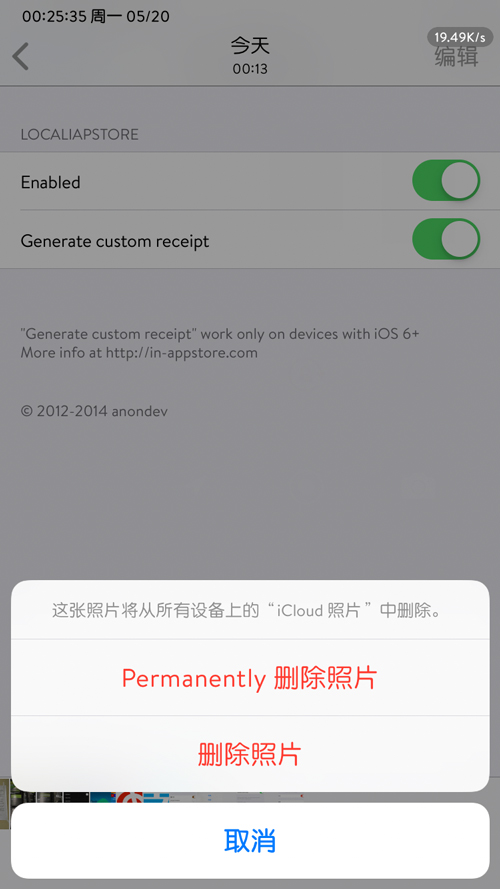 00:25:35 周一 05/20
19.49K/s
今天
编辑
00:13
LOCALIAPSTORE
Enabled
Generate custom receipt
"Generate custom receipt" work only on devices with iOS 6+
More info at http://in-appstore.com
© 2012-2014 anondev
这张照片将从所有设备上的“iCloud 照片”中删除。
Permanently 删除照片
删除照片
取消